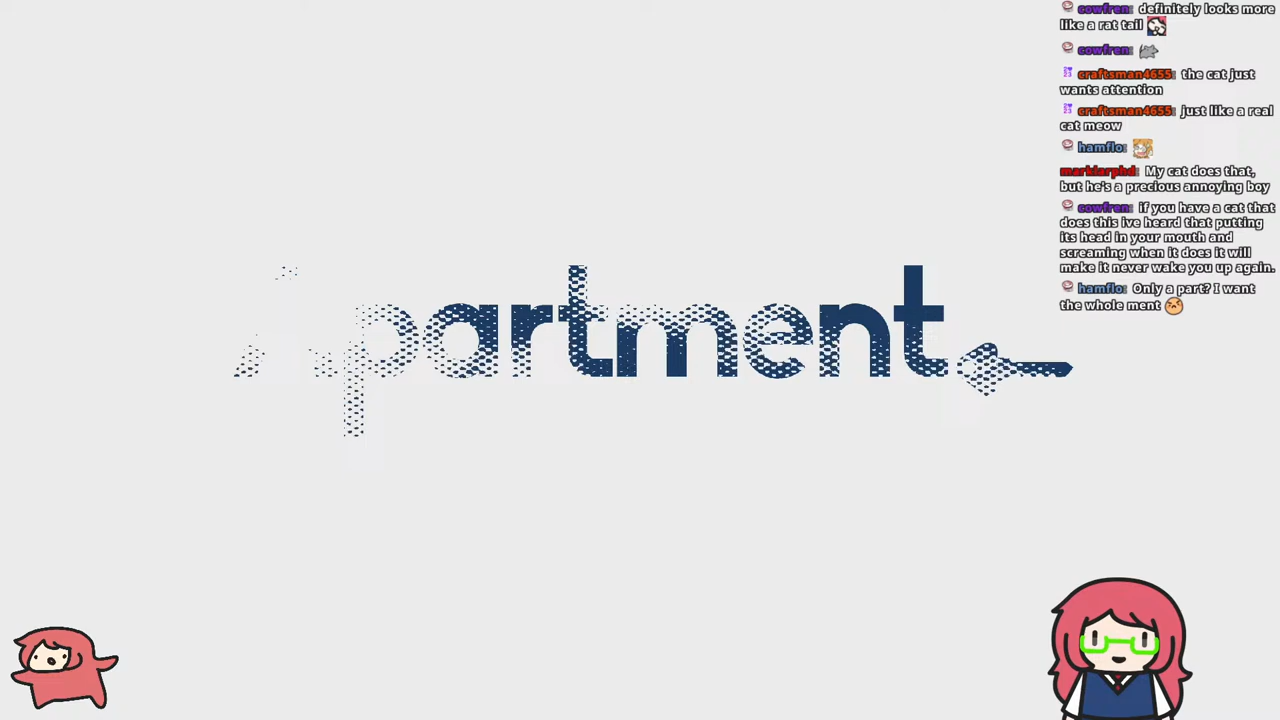 Apartment
cowfren: definitely looks more
like a rat tail
cowfren:
craftsman4655: the cat just
wants attention
craftsman4655: just like a real
cat meow
hamflo:
marklarphd: My cat does that,
but he's a precious annoying boy
cowfren: if you have a cat that
does this ive heard that putting
its head in your mouth and
screaming when it does it will
make it never wake you up again.
hamflo: Only a part? I want
the whole ment